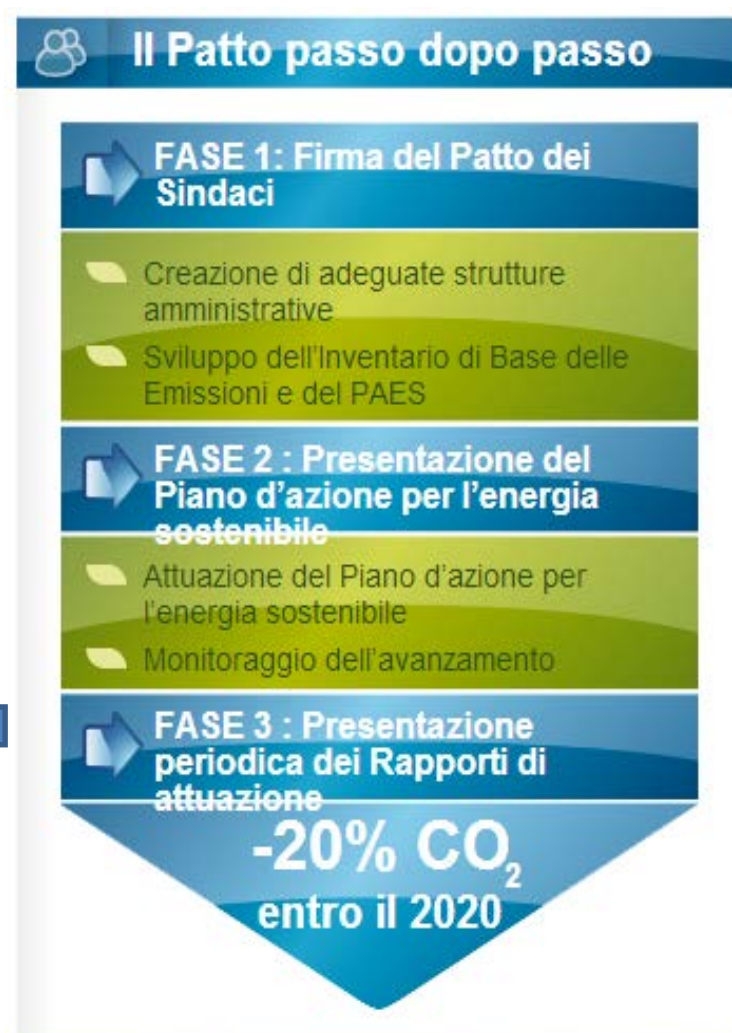 Il Patto passo dopo passo
FASE 1: Firma del Patto dei
Sindaci
Creazione di adeguate strutture
amministrative
Sviluppo dell'Inventario di Base delle
Emissioni e del PAES
FASE 2 : Presentazione del
Piano d'azione per l'energia
sostenibile
Attuazione del Piano d'azione per
l'energia sostenibile
Monitoraggio dell'avanzamento
FASE 3 : Presentazione
periodica dei Rapporti di
attuazione
-20% CO₂
entro il 2020